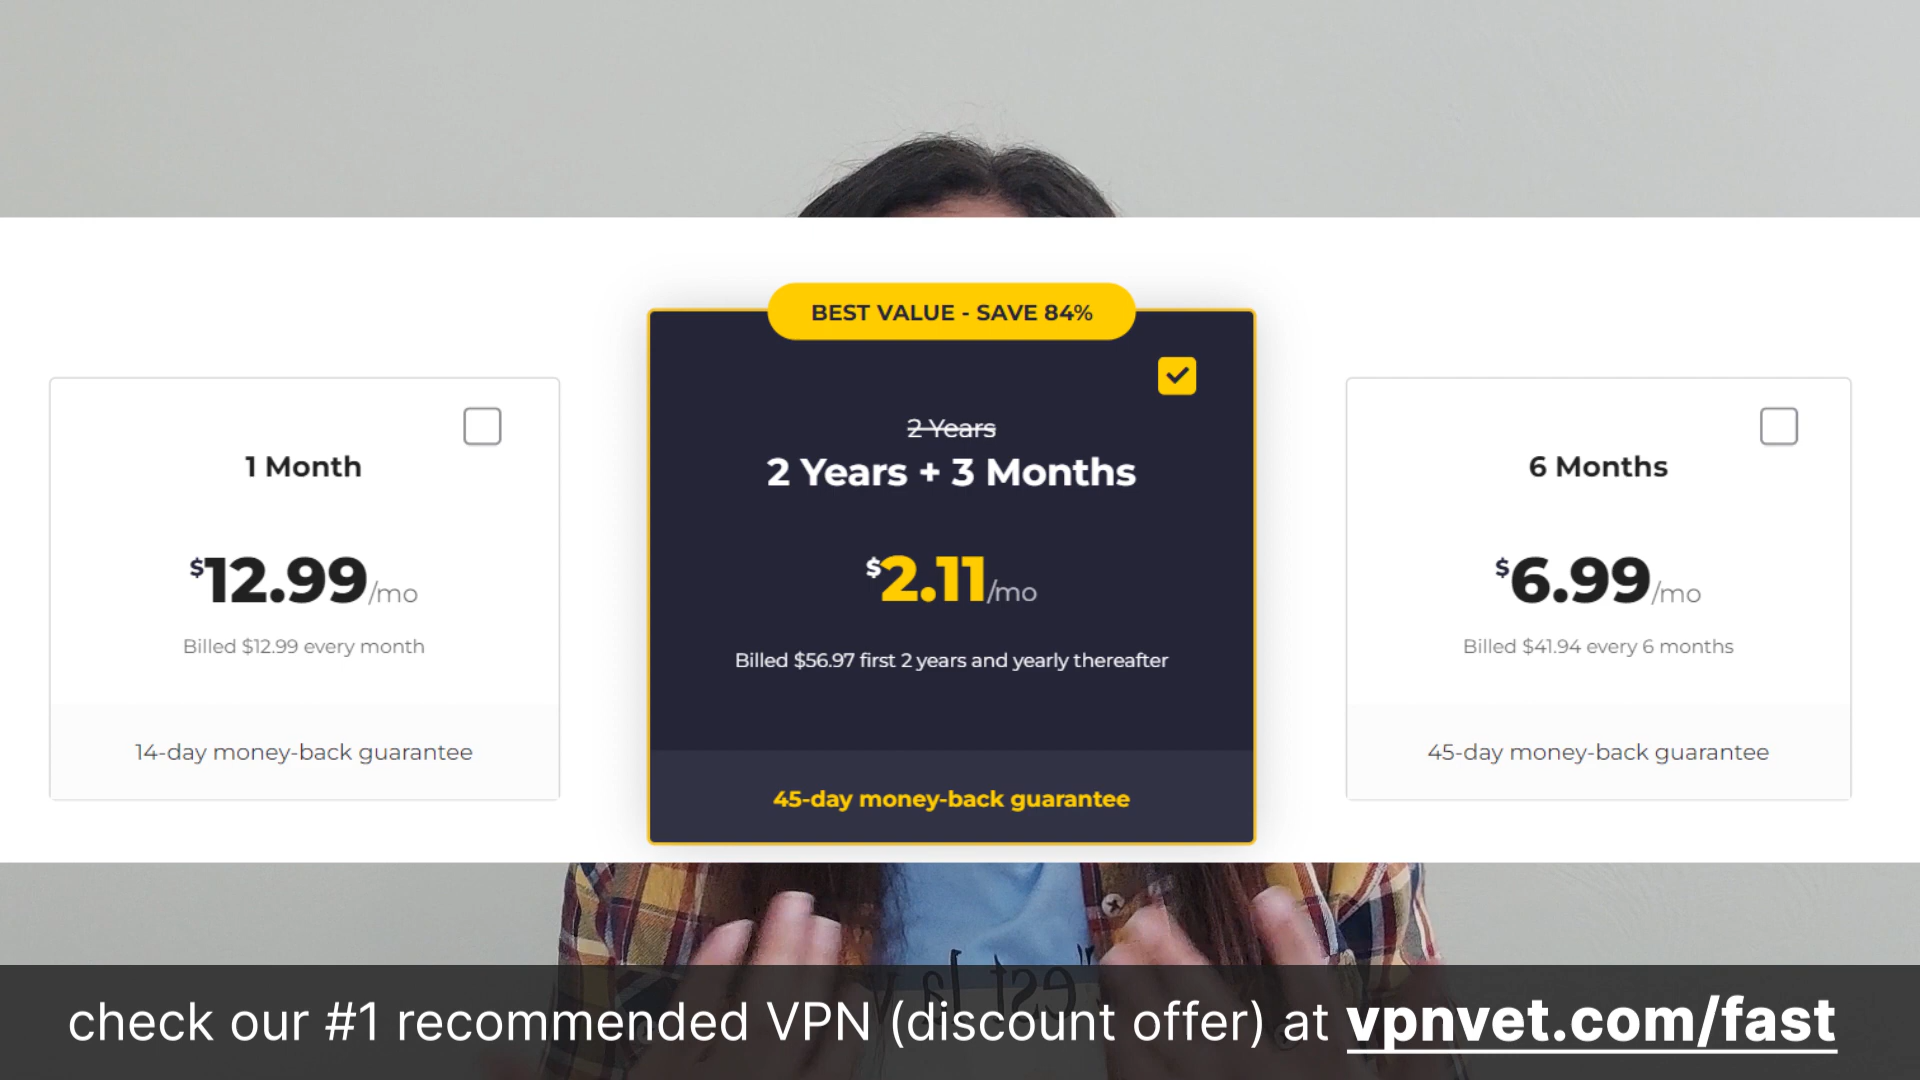 BEST VALUE - SAVE 84%
1 Month
$12.99/mo
Billed $12.99 every month
14-day money-back guarantee
2 Years
2 Years + 3 Months
$2.11/mo
Billed $56.97 first 2 years and yearly thereafter
45-day money-back guarantee
6 Months
$6.99/mo
Billed $41.94 every 6 months
45-day money-back guarantee
check our #1 recommended VPN (discount offer) at vpnvet.com/fast